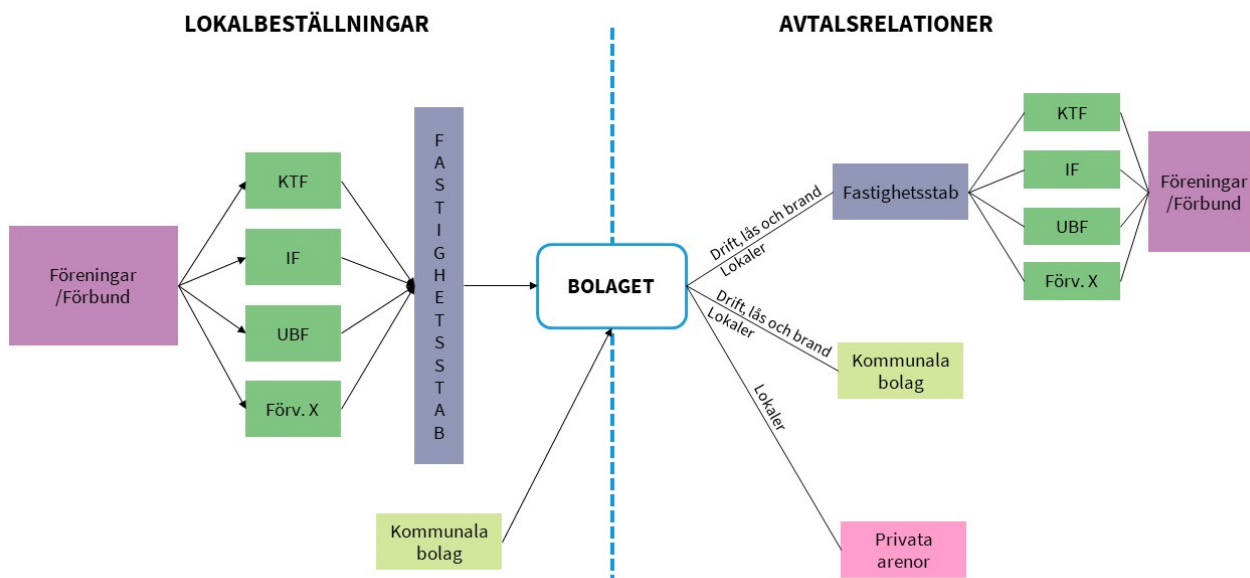 LOKALBESTÄLLNINGAR
AVTALSRELATIONER
Föreningar
/Förbund
KTF
IF
UBF
Förv. X
F
A
S
T
I
G
H
E
T
S
S
T
A
B
Kommunala
bolag
BOLAGET
Drift, lås och brand
Lokaler
Drift, lås och brand
Lokaler
Lokaler
Fastighetsstab
KTF
IF
UBF
Förv. X
Föreningar
/Förbund
Kommunala
bolag
Privata
arenor